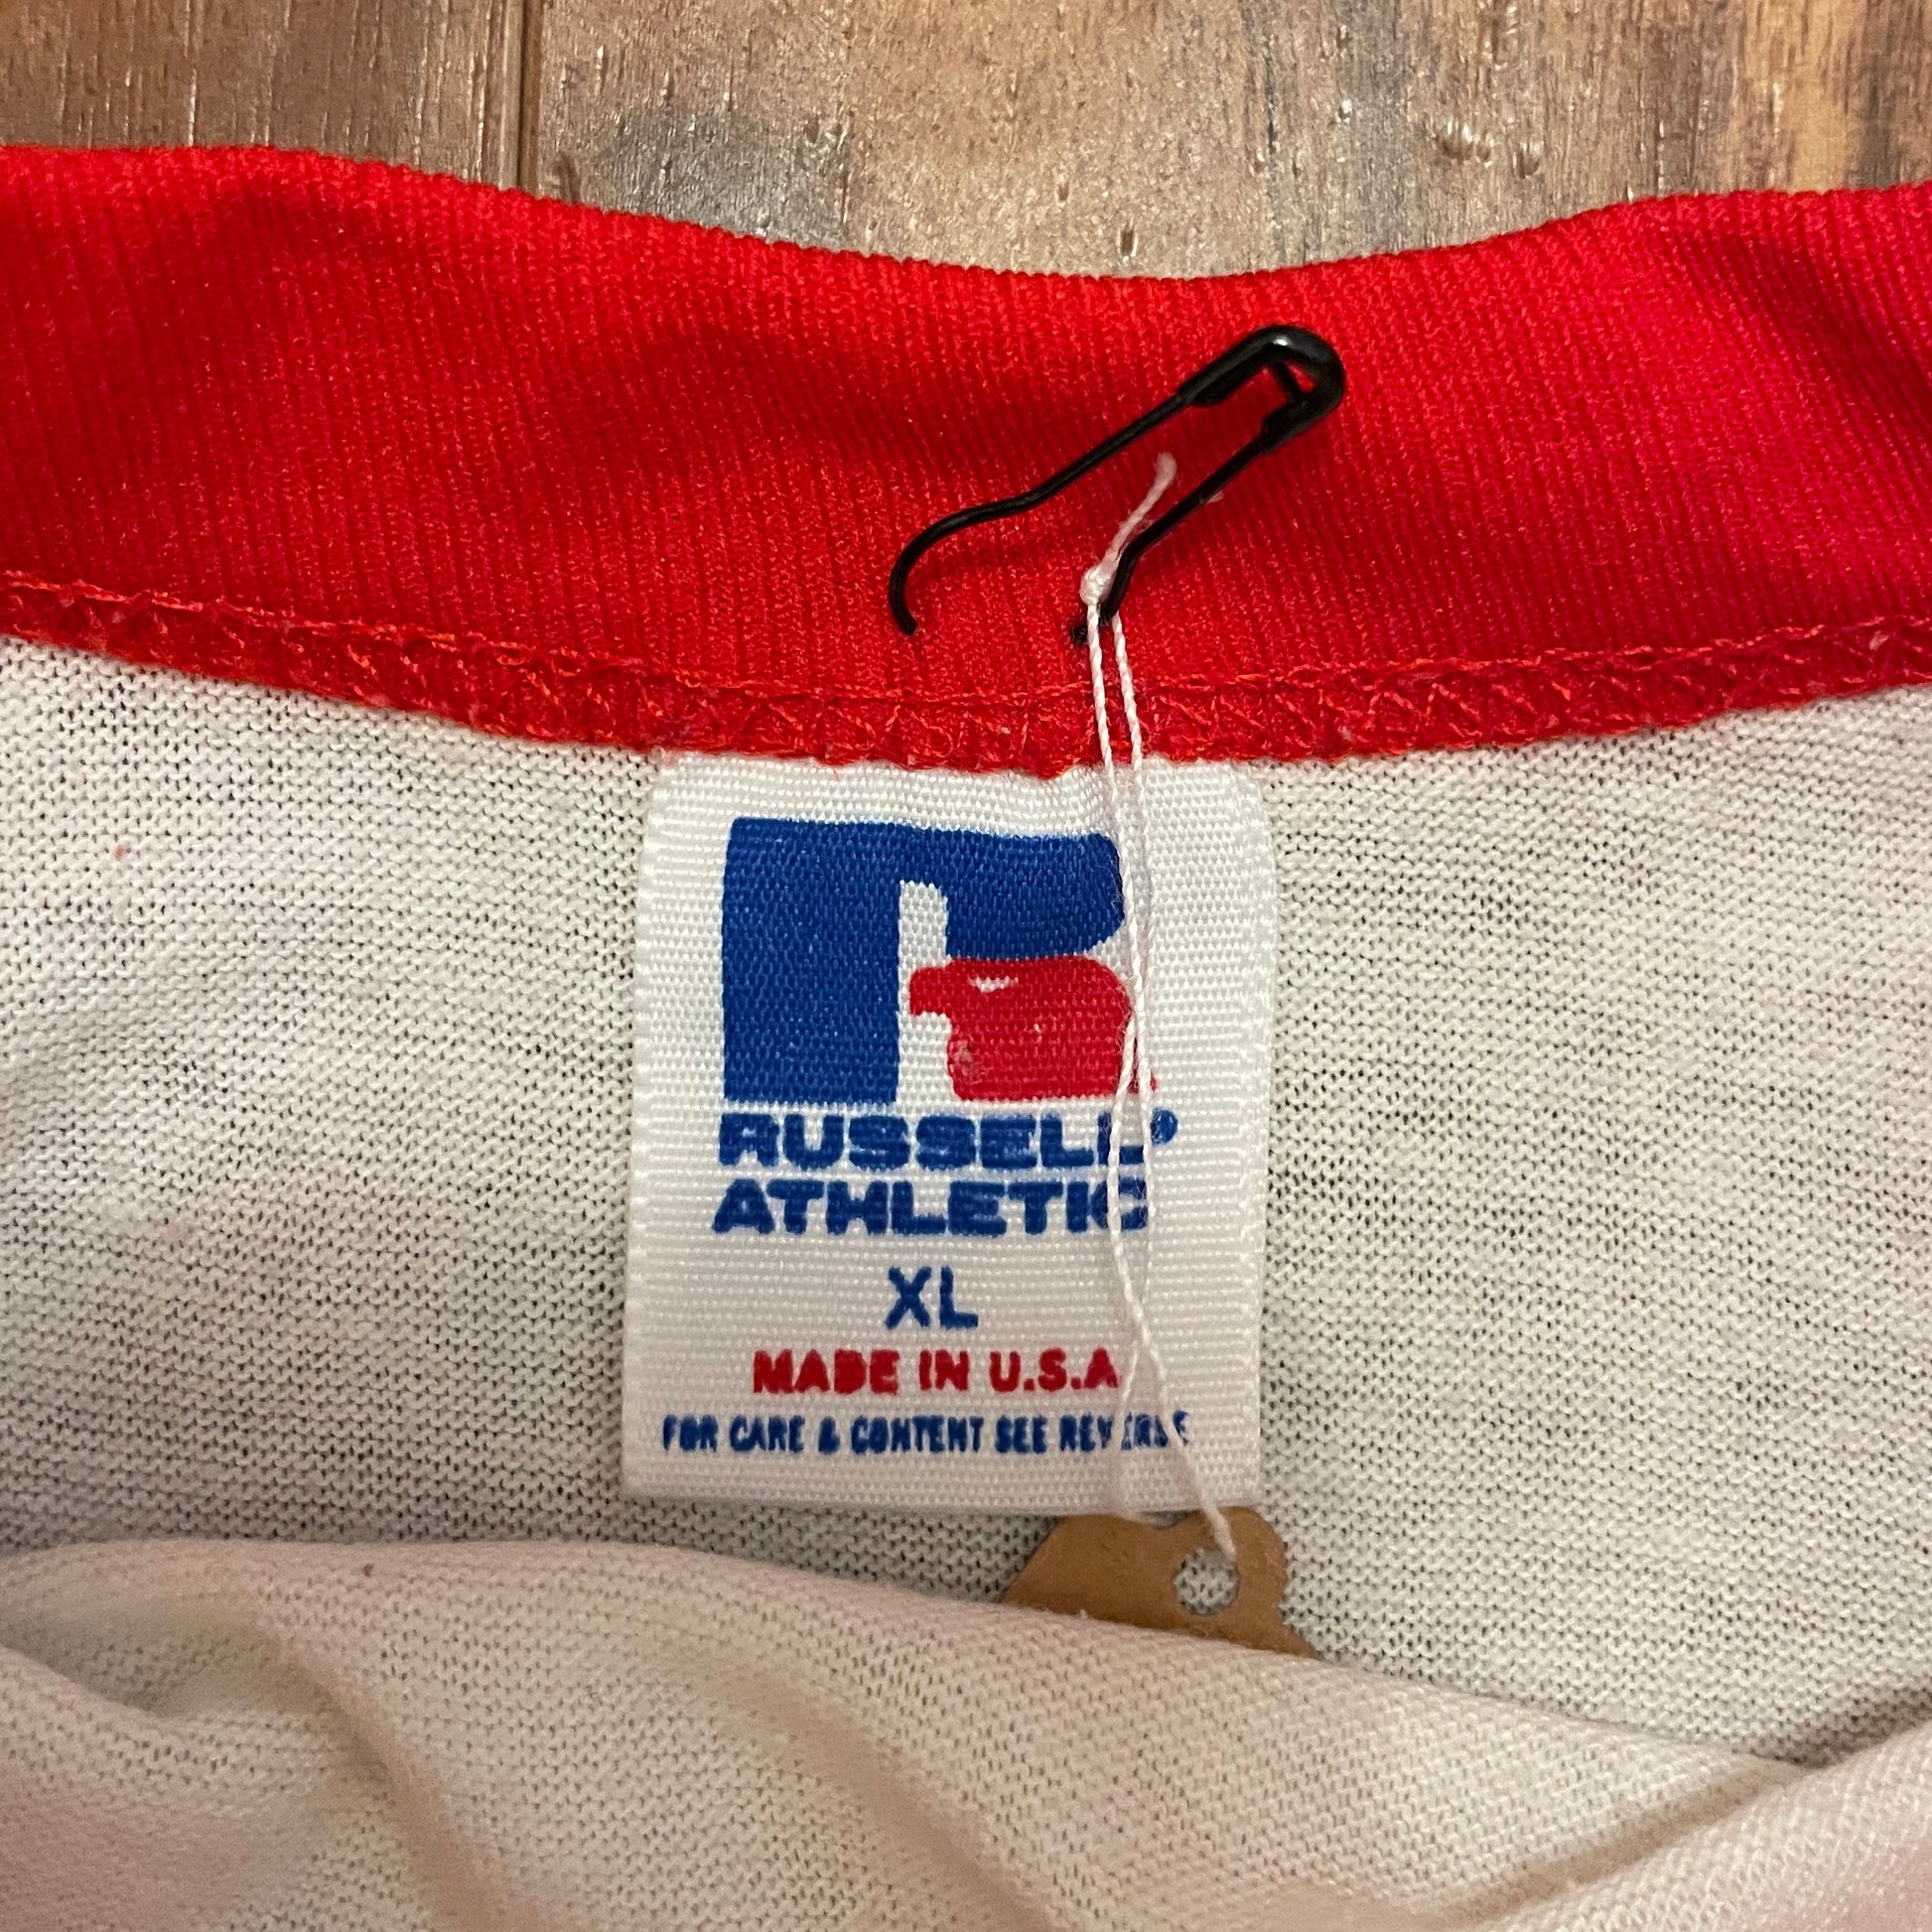 RUSSELL®
ATHLETIC
XL
MADE IN U.S.A.
FOR CARE & CONTENT SEE REVERSE